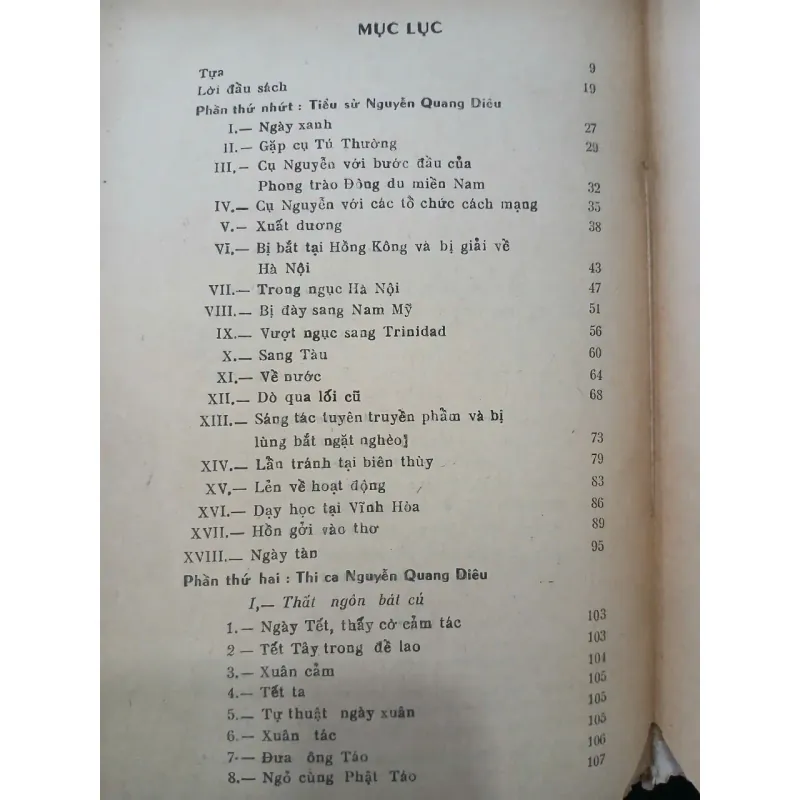 MỤC LỤC
Tựa 9
Lời đầu sách 19
Phần thứ nhứt : Tiểu sử Nguyễn Quang Diêu
I.— Ngày xanh 27
II.— Gặp cụ Tú Thường 29
III.— Cụ Nguyễn với bước đầu của
Phong trào Đông du miền Nam 32
IV.— Cụ Nguyễn với các tổ chức cách mạng 35
V.— Xuất dương 38
VI.— Bị bắt tại Hồng Kông và bị giải về
Hà Nội 43
VII.— Trong ngục Hà Nội 47
VIII.— Bị đày sang Nam Mỹ 51
IX.— Vượt ngục sang Trinidad 56
X.— Sang Tàu 60
XI.— Về nước 64
XII.— Dò qua lối cũ 68
XIII.— Sáng tác tuyên truyền phẩm và bị
lùng bắt ngặt nghèo 73
XIV.— Lẩn tránh tại biên thùy 79
XV.— Lẻn về hoạt động 83
XVI.— Dạy học tại Vĩnh Hòa 86
XVII.— Hồn gởi vào thơ 89
XVIII.— Ngày tàn 95
Phần thứ hai : Thi ca Nguyễn Quang Diêu
I,— Thất ngôn bát cú
1.— Ngày Tết, thấy cờ cảm tác 103
2 — Tết Tây trong đề lao 103
3.— Xuân cảm 104
4.— Tết ta 105
5.— Tự thuật ngày xuân 105
6.— Xuân tác 105
7.— Đưa ông Táo 106
8.— Ngỏ cùng Phật Táo 107